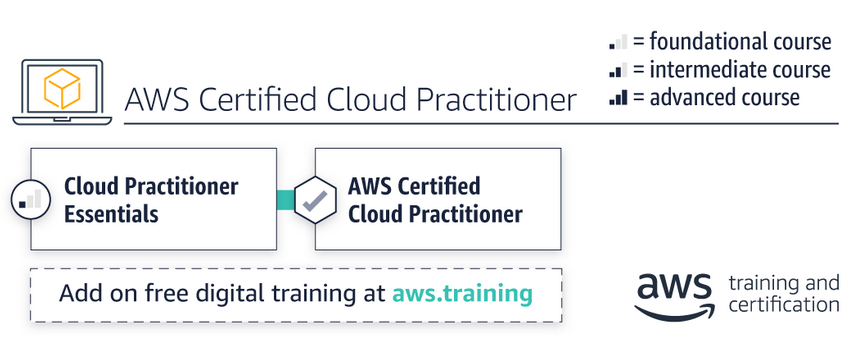 = foundational course
= intermediate course
= advanced course
AWS Certified Cloud Practitioner
Cloud Practitioner
Essentials
AWS Certified
Cloud Practitioner
Add on free digital training at aws.training
aws
training and
certification